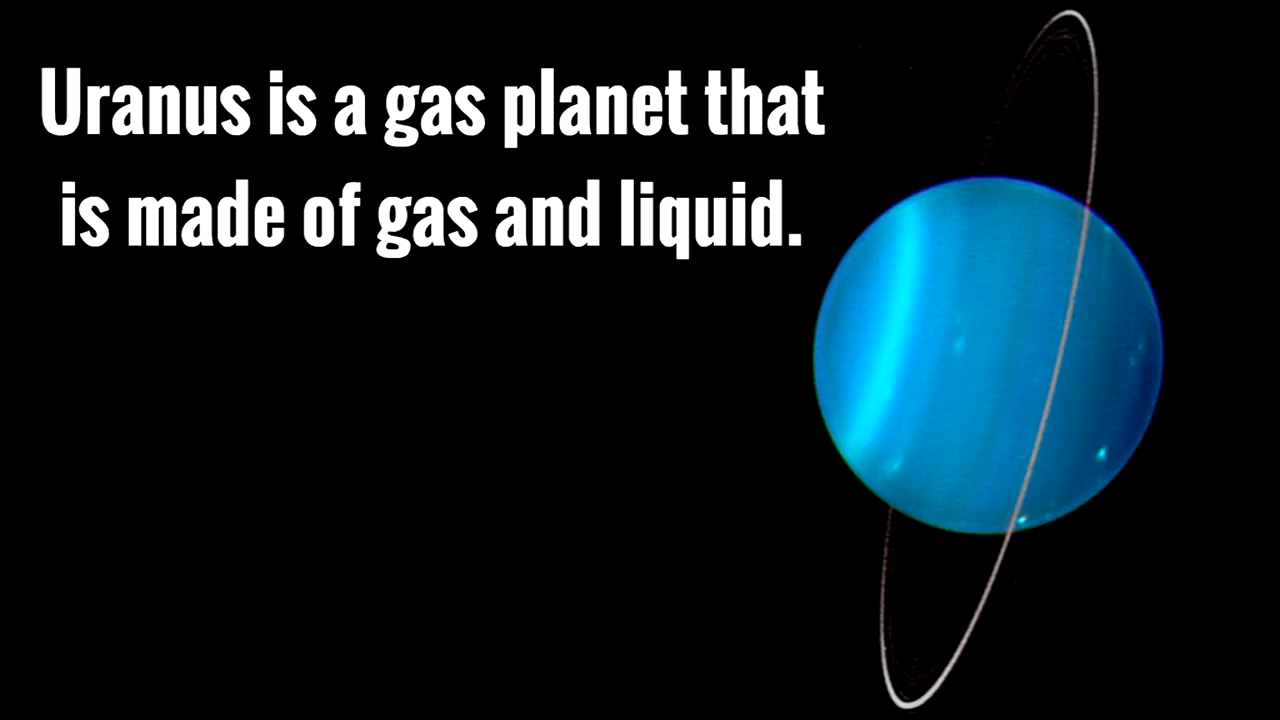 Uranus is a gas planet that
is made of gas and liquid.